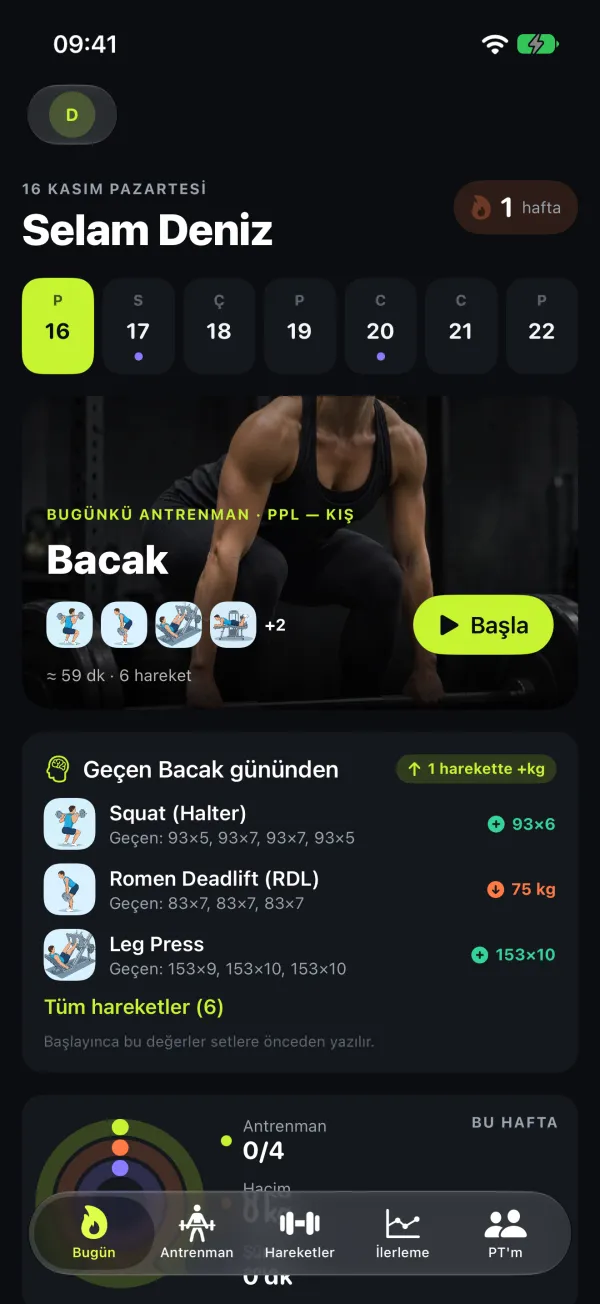 09:41
D
16 KASIM PAZARTESİ
Selam Deniz
1 hafta
P S Ç P C C P
16 17 18 19 20 21 22
BUGÜNKÜ ANTRENMAN · PPL — KIŞ
Bacak
+2
Başla
≈ 59 dk · 6 hareket
Geçen Bacak gününden
↑ 1 harekette +kg
Squat (Halter)
Geçen: 93×5, 93×7, 93×7, 93×5
93×6
Romen Deadlift (RDL)
Geçen: 83×7, 83×7, 83×7
75 kg
Leg Press
Geçen: 153×9, 153×10, 153×10
153×10
Tüm hareketler (6)
Başlayınca bu değerler setlere önceden yazılır.
BU HAFTA
Antrenman
0/4
Hacim
0 dk
Bugün
Antrenman
Hareketler
İlerleme
PT'm